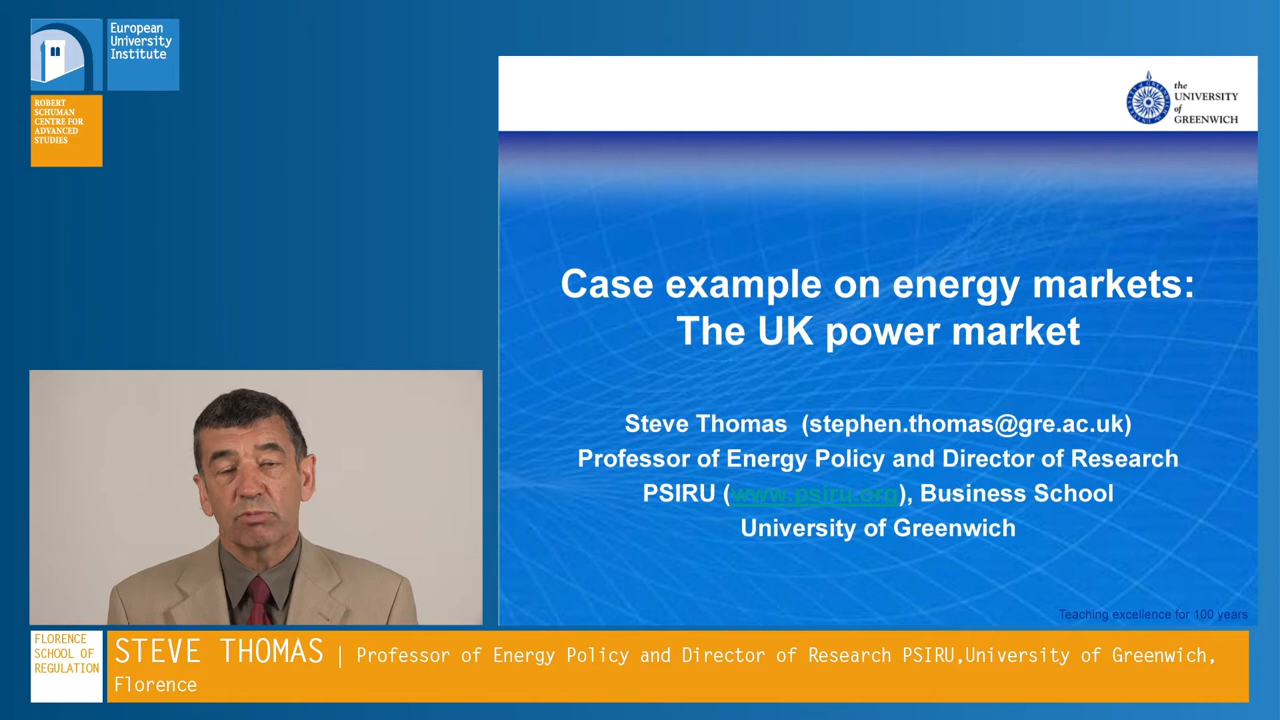 European
University
Institute
ROBERT
SCHUMAN
CENTRE FOR
ADVANCED
STUDIES
the
UNIVERSITY
of
GREENWICH
Case example on energy markets:
The UK power market
Steve Thomas (stephen.thomas@gre.ac.uk)
Professor of Energy Policy and Director of Research
PSIRU (www.psiru.org), Business School
University of Greenwich
Teaching excellence for 100 years
FLORENCE
SCHOOL OF
REGULATION
STEVE THOMAS | Professor of Energy Policy and Director of Research PSIRU,University of Greenwich,
Florence